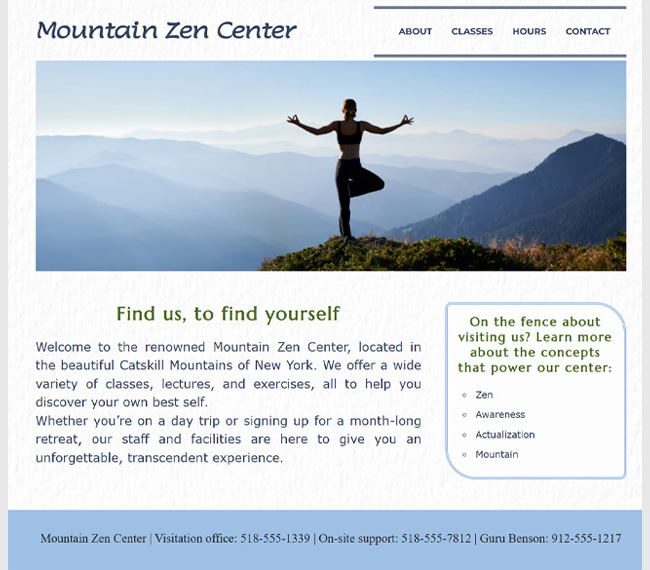 Mountain Zen Center
ABOUT CLASSES HOURS CONTACT
Find us, to find yourself
Welcome to the renowned Mountain Zen Center, located in
the beautiful Catskill Mountains of New York. We offer a wide
variety of classes, lectures, and exercises, all to help you
discover your own best self.
Whether you're on a day trip or signing up for a month-long
retreat, our staff and facilities are here to give you an
unforgettable, transcendent experience.
On the fence about
visiting us? Learn more
about the concepts
that power our center:
Zen
Awareness
Actualization
Mountain
Mountain Zen Center | Visitation office: 518-555-1339 | On-site support: 518-555-7812 | Guru Benson: 912-555-1217